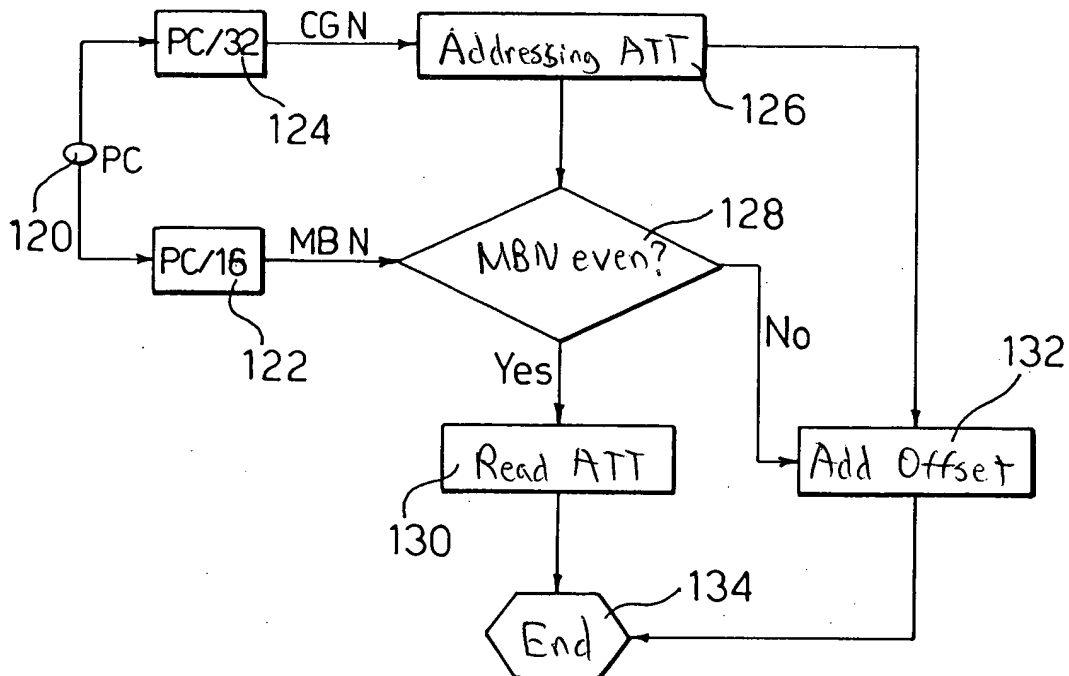 PC/32
CGN
Addressing ATT
124
126
PC
120
PC/16
MBN
MBN even?
128
122
Yes
No
132
Read ATT
Add Offset
130
134
End